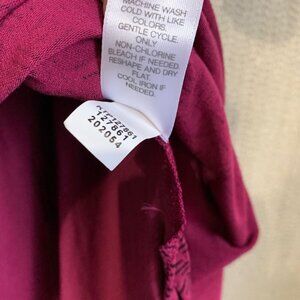 MACHINE WASH
COLD WITH LIKE
COLORS.
GENTLE CYCLE.
ONLY
NON-CHLORINE
BLEACH IF NEEDED.
RESHAPE AND DRY
FLAT.
COOL IRON IF
NEEDED.
127861
202054